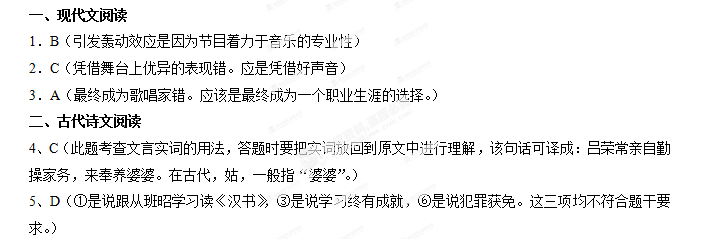 一、现代文阅读
1．B（引发轰动效应是因为节目着力于音乐的专业性）
2．C（凭借舞台上优异的表现错。应是凭借好声音）
3．A（最终成为歌唱家错。应该是最终成为一个职业生涯的选择。）
二、古代诗文阅读
4、C（此题考查文言实词的用法，答题时要把实词放回到原文中进行理解，该句话可译成：吕荣常亲自勤
操家务，来奉养婆婆。在古代，姑，一般指“婆婆”。）
5、D（①是说跟从班昭学习读《汉书》，③是说学习终有成就，⑥是说犯罪获免。这三项均不符合题干要
求。）